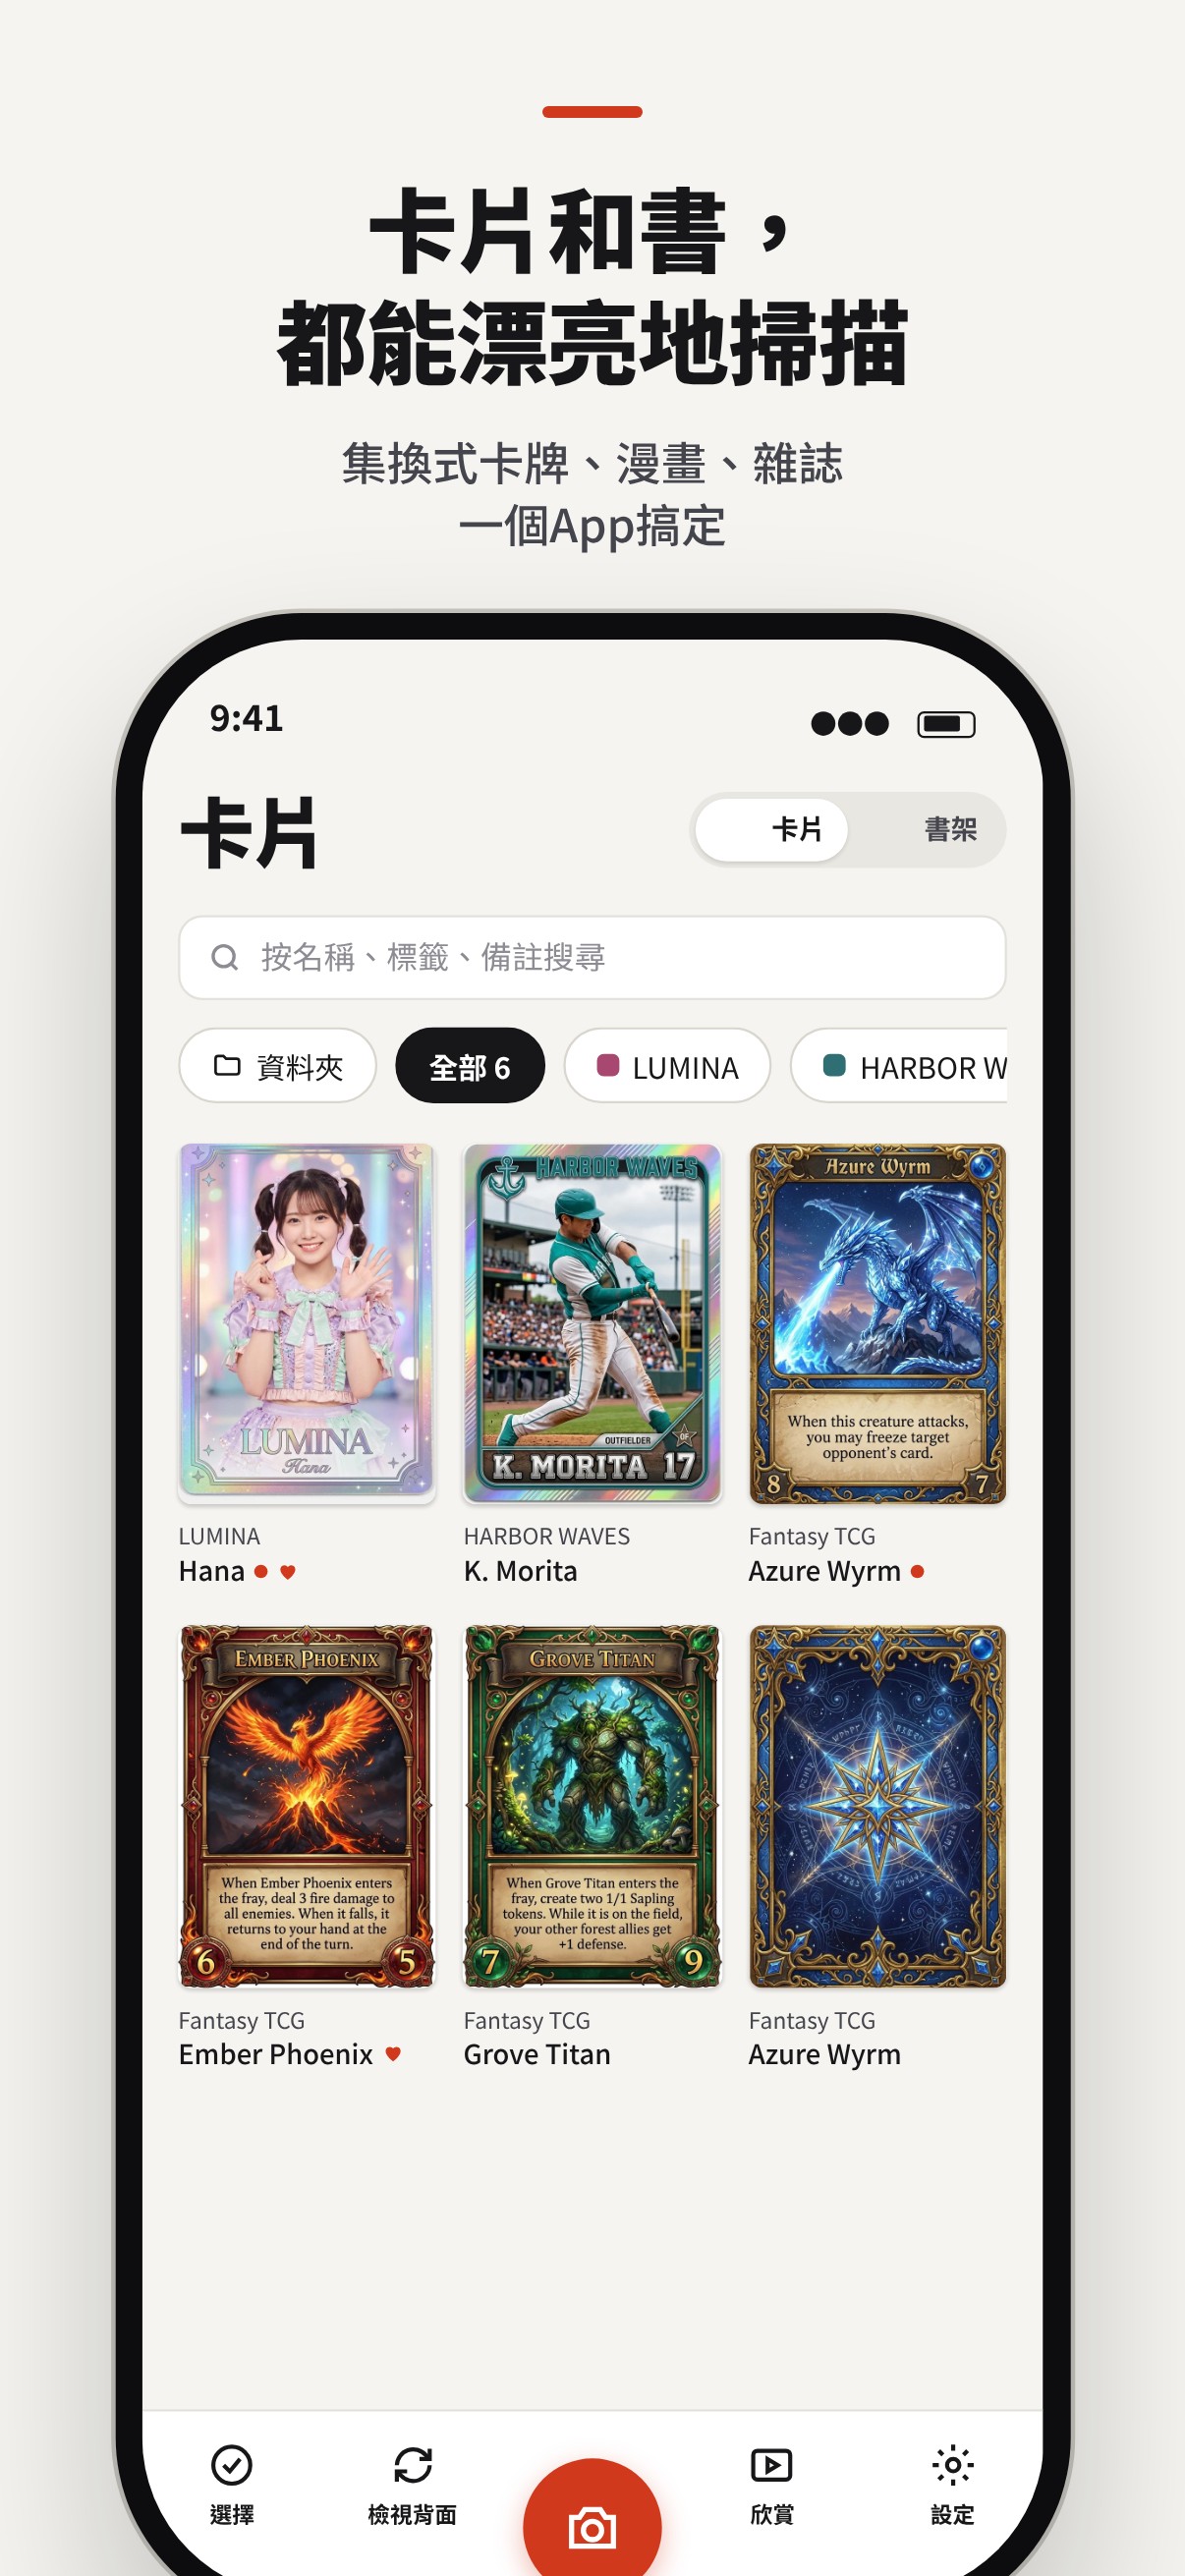 卡片和書，
都能漂亮地掃描
集換式卡牌、漫畫、雜誌
一個App搞定
9:41
卡片
卡片
書架
按名稱、標籤、備註搜尋
資料夾
全部 6
LUMINA
HARBOR W
LUMINA
Hana
HARBOR WAVES
OUTFIELDER
OF
K. MORITA 17
Azure Wyrm
When this creature attacks,
you may freeze target
opponent's card.
8
7
LUMINA
Hana
HARBOR WAVES
K. Morita
Fantasy TCG
Azure Wyrm
EMBER PHOENIX
When Ember Phoenix enters
the fray, deal 3 fire damage to
all enemies. When it falls, it
returns to your hand at the
end of the turn.
6
5
GROVE TITAN
When Grove Titan enters the
fray, create two 1/1 Sapling
tokens. While it is on the field,
your other forest allies get
+1 defense.
7
9
Fantasy TCG
Ember Phoenix
Fantasy TCG
Grove Titan
Fantasy TCG
Azure Wyrm
選擇
檢視背面
欣賞
設定